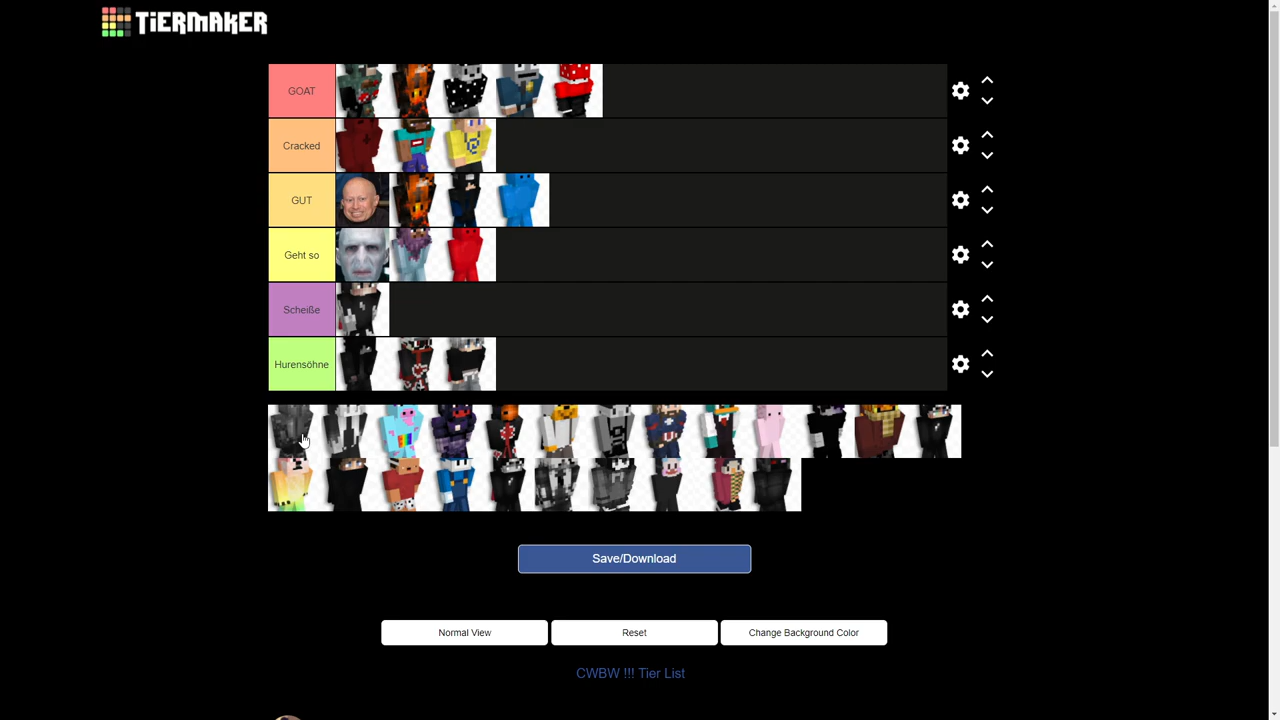 TiERMAKER
GOAT
Cracked
GUT
Geht so
Scheiße
Hurensöhne
Save/Download
Normal View
Reset
Change Background Color
CWBW !!! Tier List